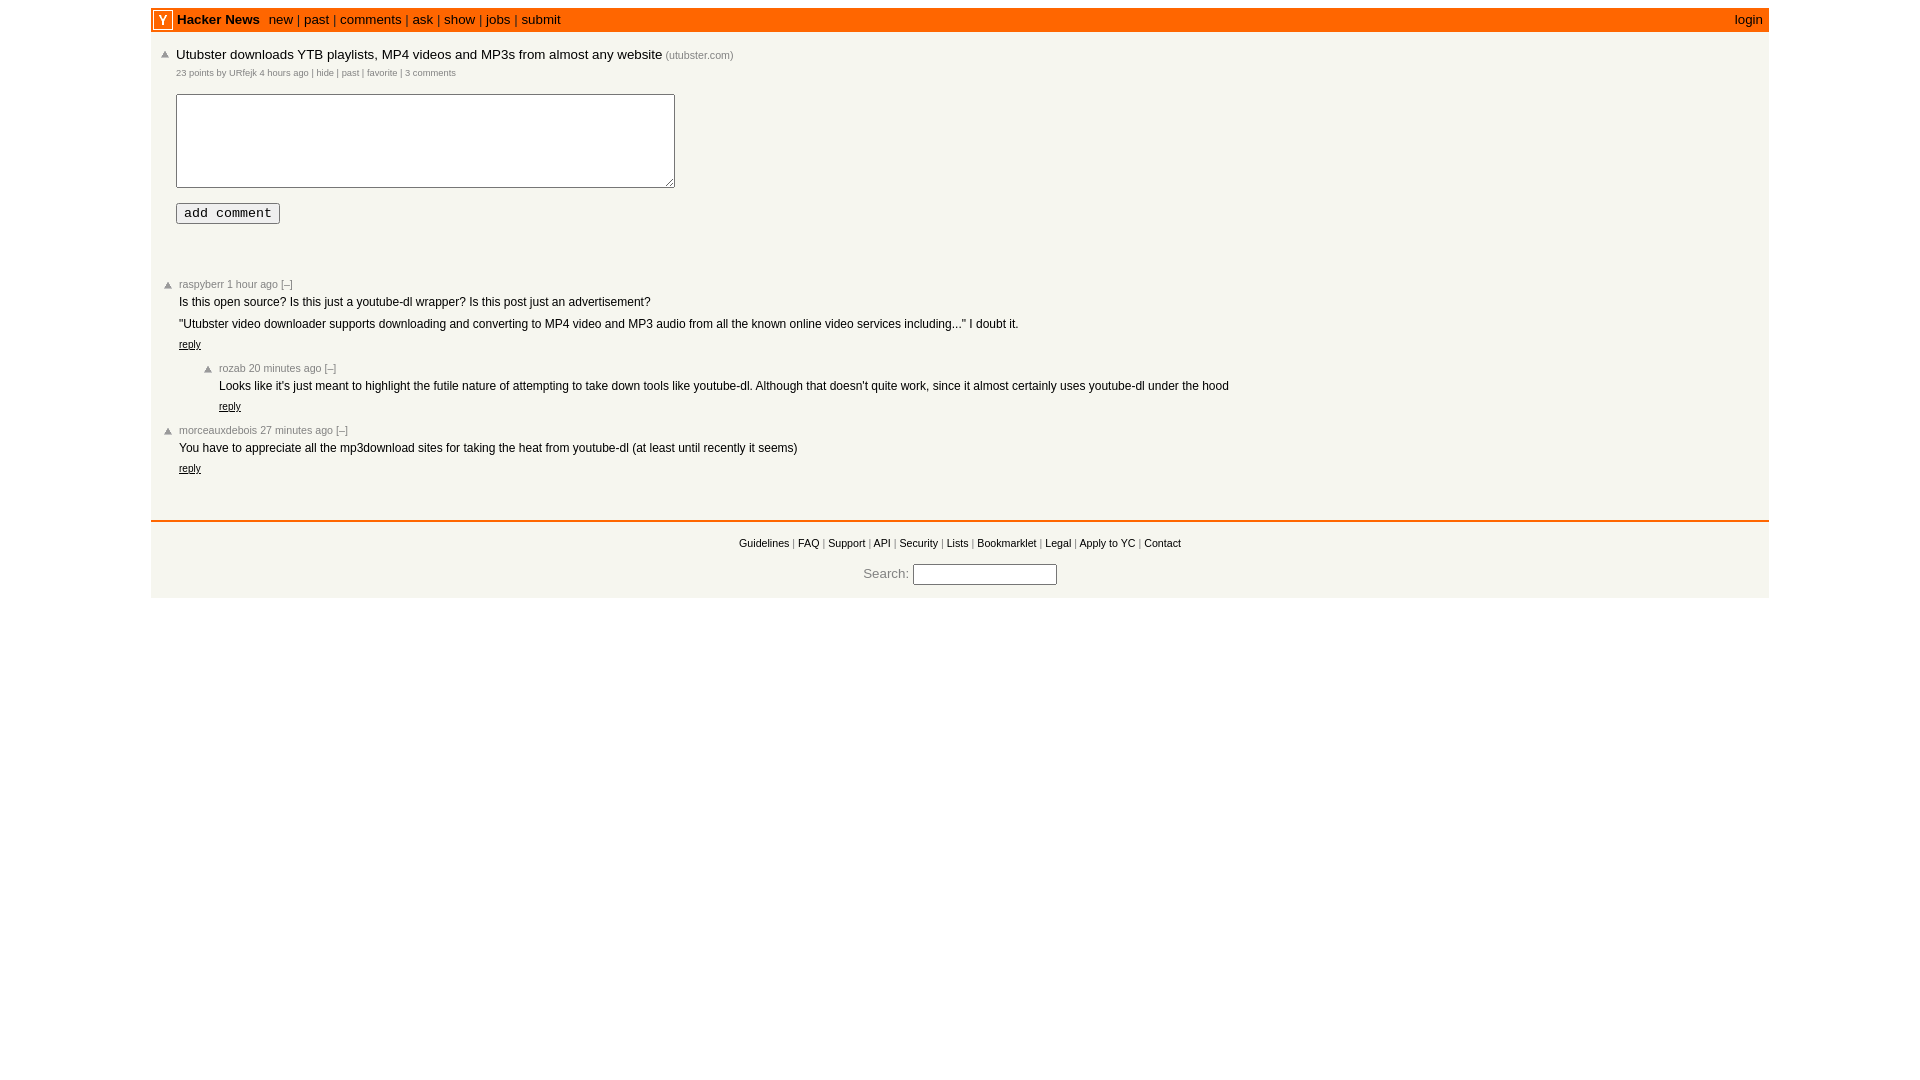 Y Hacker News new | past | comments | ask | show | jobs | submit login
Utubster downloads YTB playlists, MP4 videos and MP3s from almost any website (utubster.com)
23 points by URfejk 4 hours ago | hide | past | favorite | 3 comments
add comment
raspyberr 1 hour ago [–]
Is this open source? Is this just a youtube-dl wrapper? Is this post just an advertisement?
"Utubster video downloader supports downloading and converting to MP4 video and MP3 audio from all the known online video services including..." I doubt it.
reply
rozab 20 minutes ago [–]
Looks like it's just meant to highlight the futile nature of attempting to take down tools like youtube-dl. Although that doesn't quite work, since it almost certainly uses youtube-dl under the hood
reply
morceauxdebois 27 minutes ago [–]
You have to appreciate all the mp3download sites for taking the heat from youtube-dl (at least until recently it seems)
reply
Guidelines | FAQ | Support | API | Security | Lists | Bookmarklet | Legal | Apply to YC | Contact
Search: